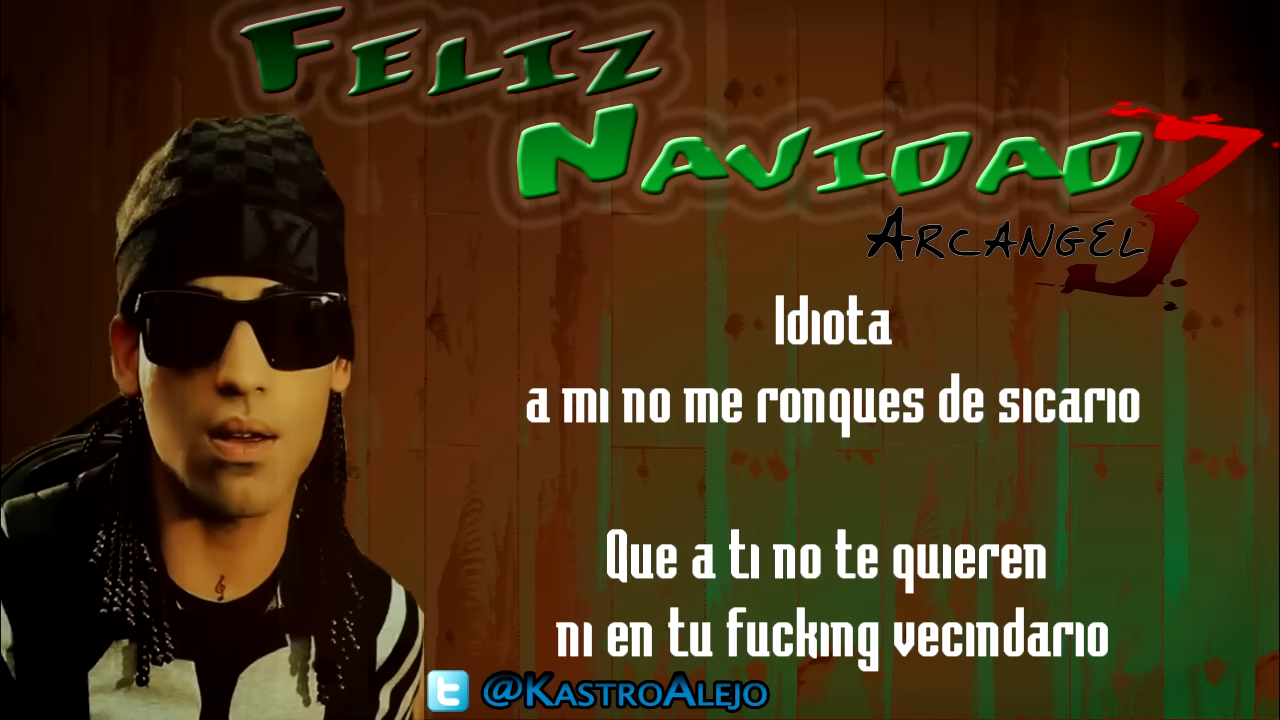 FELIZ
NAVIDAD 3
ARCANGEL
Idiota
a mi no me ronques de sicario
Que a ti no te quieren
ni en tu fucking vecindario
@KASTROALEJO